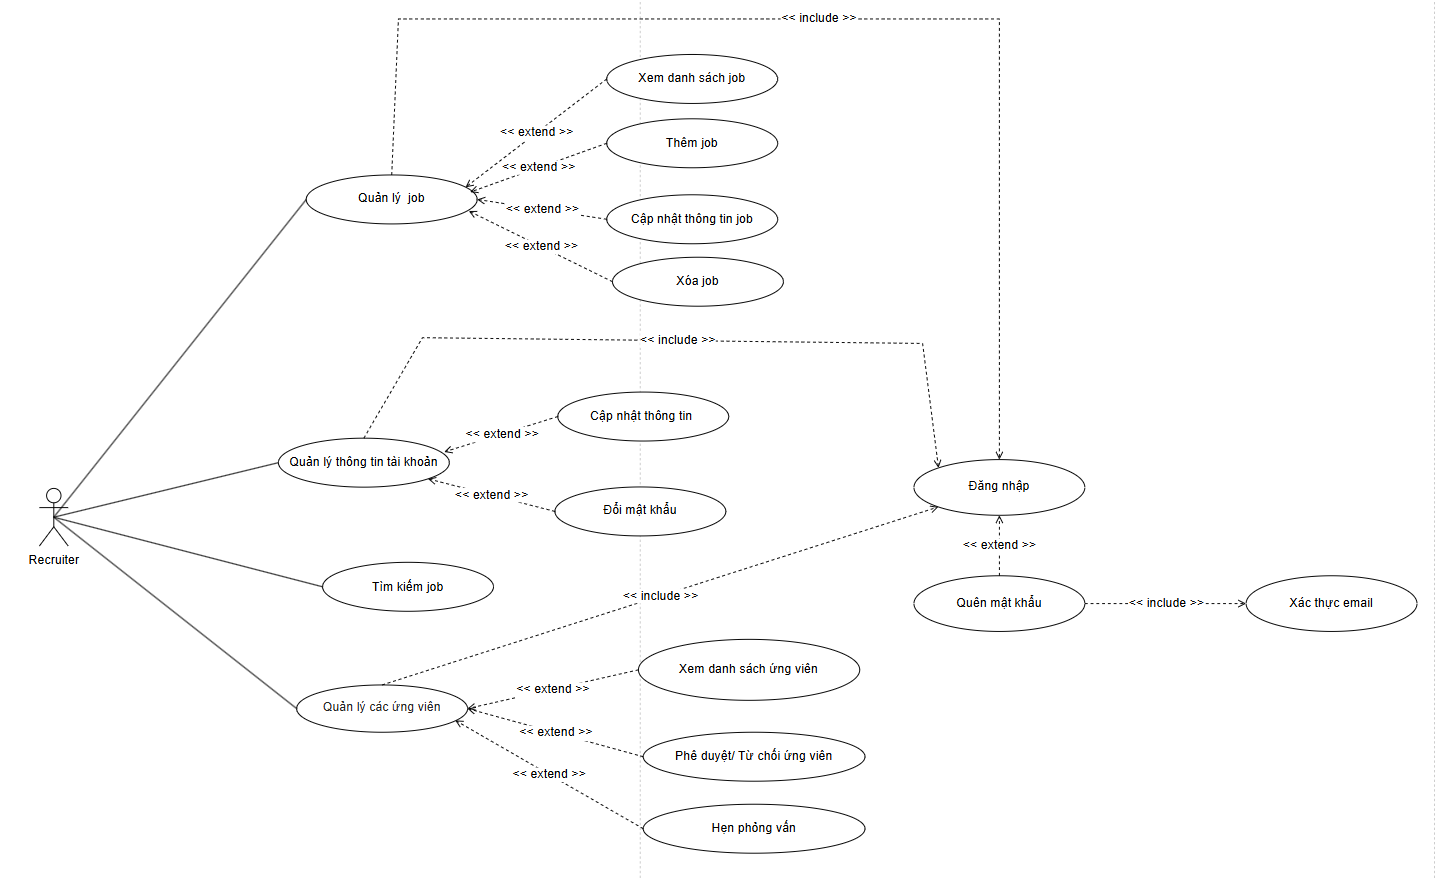 << include >>
Xem danh sách job
<< extend >>
Thêm job
<< extend >>
Quản lý  job
<< extend >>
Cập nhật thông tin job
<< extend >>
Xóa job
<< include >>
Cập nhật thông tin
<< extend >>
Quản lý thông tin tài khoản
Đăng nhập
<< extend >>
Đổi mật khẩu
<< extend >>
Recruiter
Tìm kiếm job
<< include >>
Quên mật khẩu
<< include >>
Xác thực email
Xem danh sách ứng viên
<< extend >>
Quản lý các ứng viên
<< extend >>
Phê duyệt/ Từ chối ứng viên
<< extend >>
Hẹn phỏng vấn